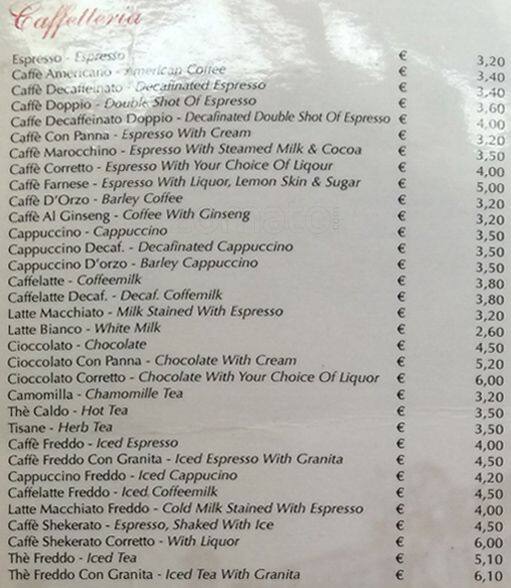 Caffetteria
Espresso - Espresso € 3,20
Caffè Americano - American Coffee € 3,40
Caffè Decaffeinato - Decafinated Espresso € 3,40
Caffè Doppio - Double Shot Of Espresso € 3,60
Caffe Decaffeinato Doppio - Decafinated Double Shot Of Espresso € 4,00
Caffè Con Panna - Espresso With Cream € 3,20
Caffè Marocchino - Espresso With Steamed Milk & Cocoa € 3,50
Caffè Corretto - Espresso With Your Choice Of Liqour € 4,00
Caffè Farnese - Espresso With Liquor, Lemon Skin & Sugar € 5,00
Caffè D'Orzo - Barley Coffee € 3,20
Caffè Al Ginseng - Coffee With Ginseng € 3,20
Cappuccino - Cappuccino € 3,50
Cappuccino Decaf. - Decafinated Cappuccino € 3,50
Cappuccino D'orzo - Barley Cappuccino € 3,50
Caffelatte - Coffeemilk € 3,80
Caffelatte Decaf. - Decaf. Coffemilk € 3,80
Latte Macchiato - Milk Stained With Espresso € 3,20
Latte Bianco - White Milk € 2,60
Cioccolato - Chocolate € 4,50
Cioccolato Con Panna - Chocolate With Cream € 5,20
Cioccolato Corretto - Chocolate With Your Choice Of Liquor € 6,00
Camomilla - Chamomille Tea € 3,20
Thè Caldo - Hot Tea € 3,50
Tisane - Herb Tea € 3,50
Caffè Freddo - Iced Espresso € 4,00
Caffè Freddo Con Granita - Iced Espresso With Granita € 4,50
Cappuccino Freddo - Iced Cappucino € 4,20
Caffelatte Freddo - Iced Coffeemilk € 4,50
Latte Macchiato Freddo - Cold Milk Stained With Espresso € 4,00
Caffè Shekerato - Espresso, Shaked With Ice € 4,50
Caffè Shekerato Corretto - With Liquor € 6,00
Thè Freddo - Iced Tea € 5,10
Thè Freddo Con Granita - Iced Tea With Granita € 6,10